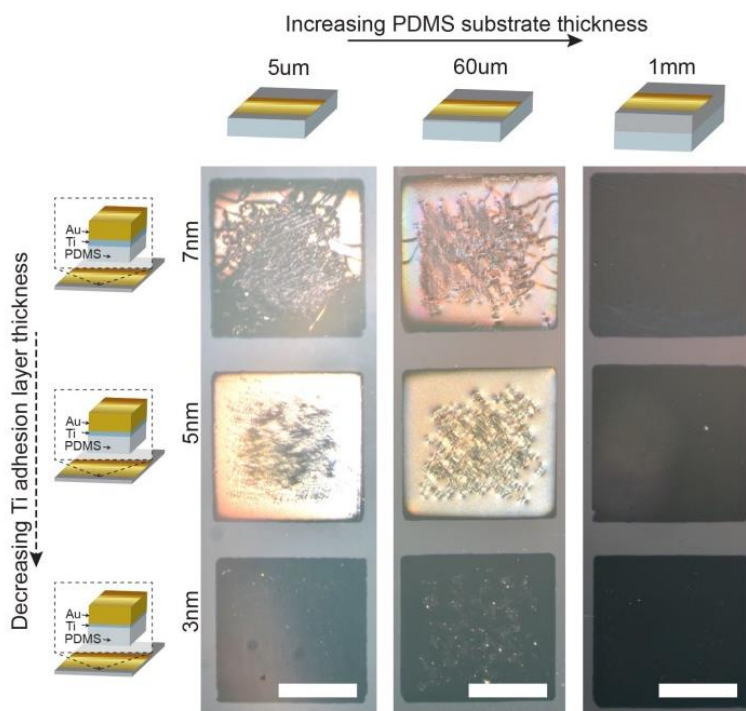 Increasing PDMS substrate thickness
5um
60um
1mm
Decreasing Ti adhesion layer thickness
Au
Ti
PDMS
7nm
Au
Ti
PDMS
5nm
Au
Ti
PDMS
3nm